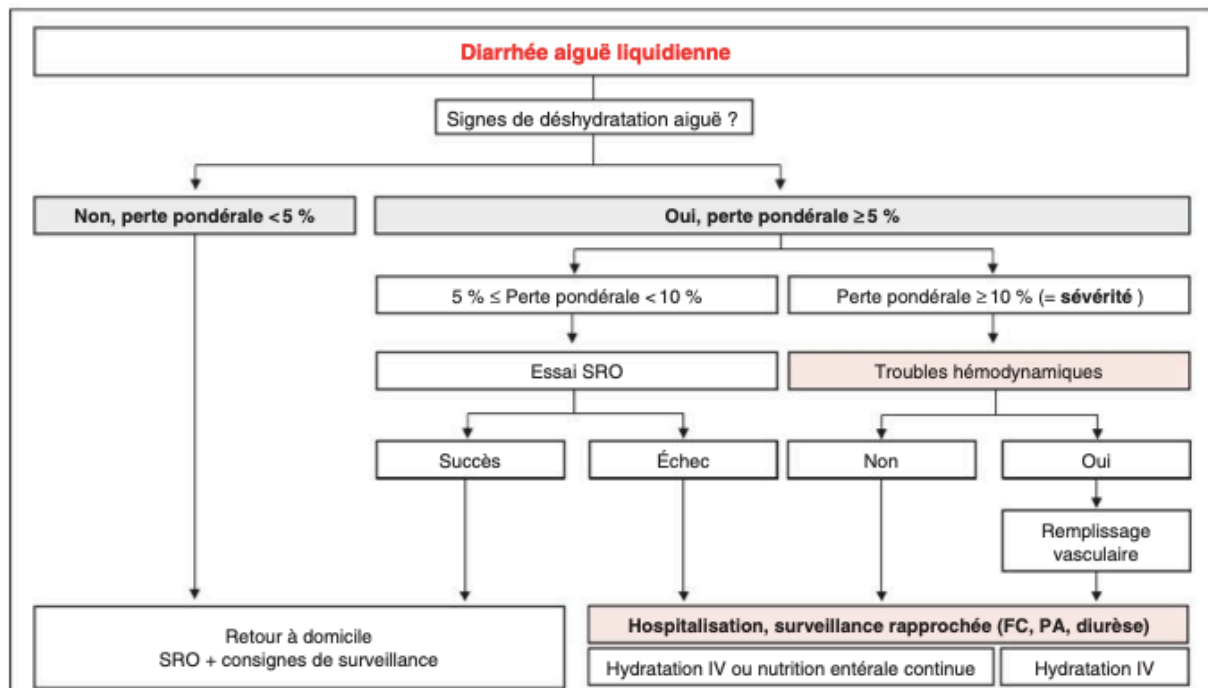 Diarrhée aiguë liquidienne
Signes de déshydratation aiguë ?
Non, perte pondérale < 5 %
Oui, perte pondérale ≥ 5 %
5 % ≤ Perte pondérale < 10 %
Perte pondérale ≥ 10 % (= sévérité )
Essai SRO
Troubles hémodynamiques
Succès
Échec
Non
Oui
Remplissage
vasculaire
Retour à domicile
SRO + consignes de surveillance
Hospitalisation, surveillance rapprochée (FC, PA, diurèse)
Hydratation IV ou nutrition entérale continue
Hydratation IV